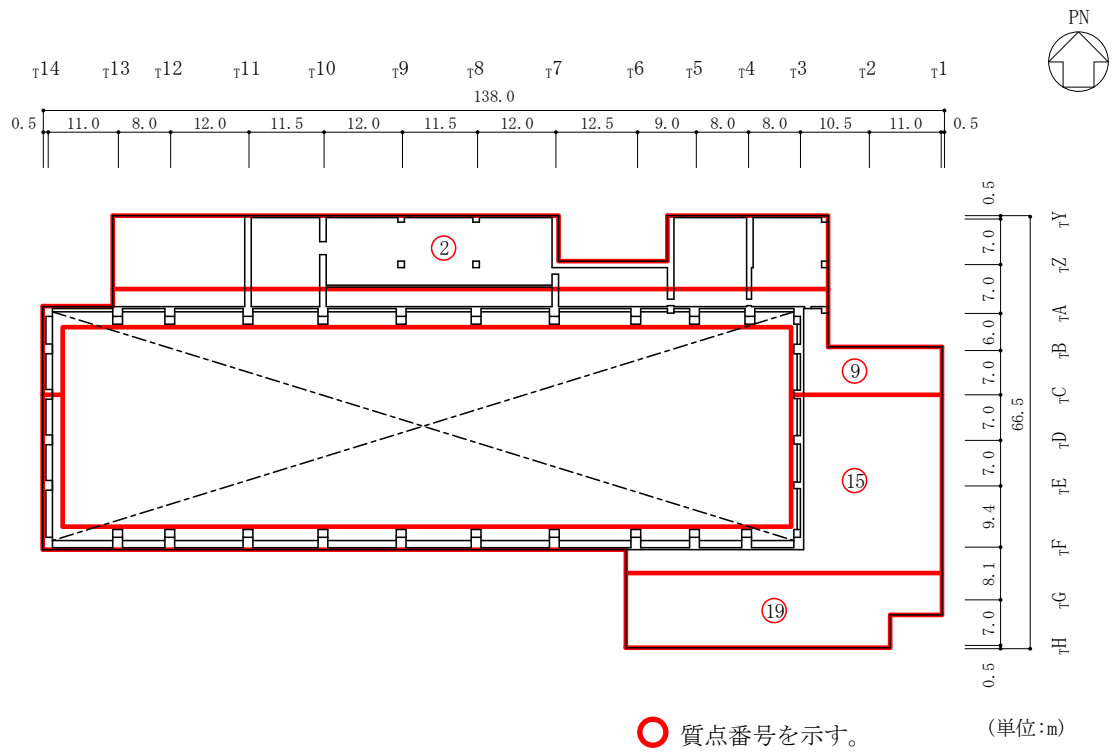 PN
T14 T13 T12 T11 T10 T9 T8 T7 T6 T5 T4 T3 T2 T1
138.0
0.5 11.0 8.0 12.0 11.5 12.0 11.5 12.0 12.5 9.0 8.0 8.0 10.5 11.0 0.5
0.5
TY
7.0
②
TZ
7.0
TA
6.0
TB
⑨
7.0
TC
7.0
66.5
TD
7.0
⑮
TE
9.4
TF
8.1
TG
⑲
7.0
TH
0.5
質点番号を示す。
(単位:m)